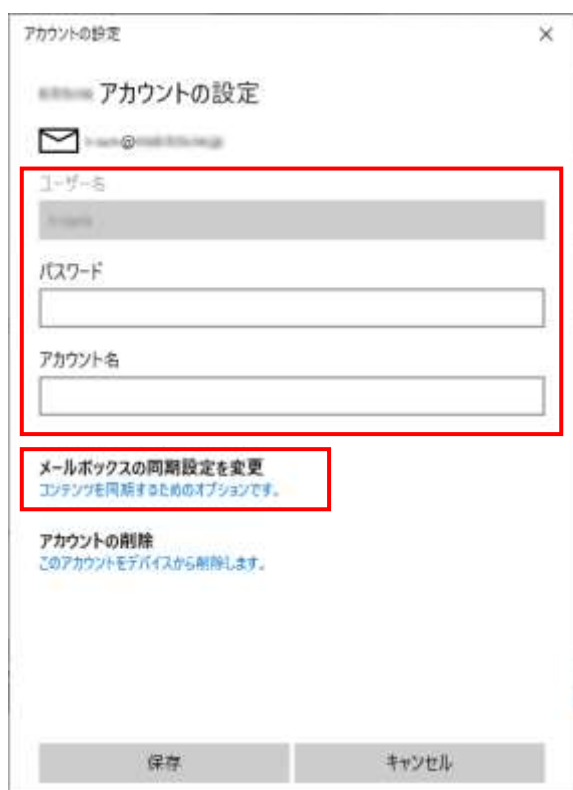 アカウントの設定
アカウントの設定
@
ユーザー名
パスワード
アカウント名
メールボックスの同期設定を変更
コンテンツを同期するためのオプションです。
アカウントの削除
このアカウントをデバイスから削除します。
保存
キャンセル